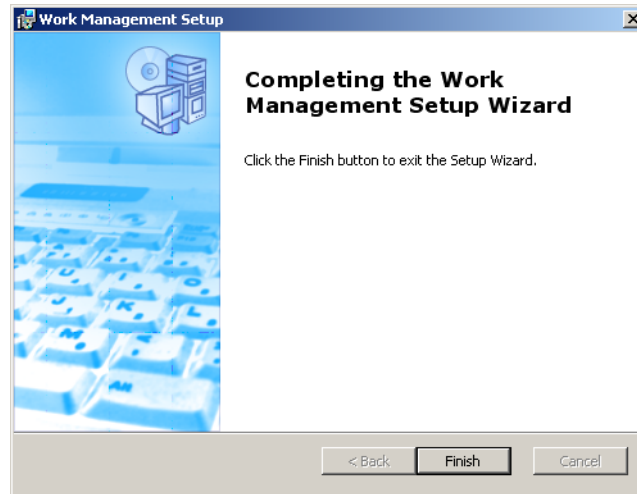 Work Management Setup
Completing the Work
Management Setup Wizard
Click the Finish button to exit the Setup Wizard.
U
I
O
J
K
L
M
< Back
Finish
Cancel